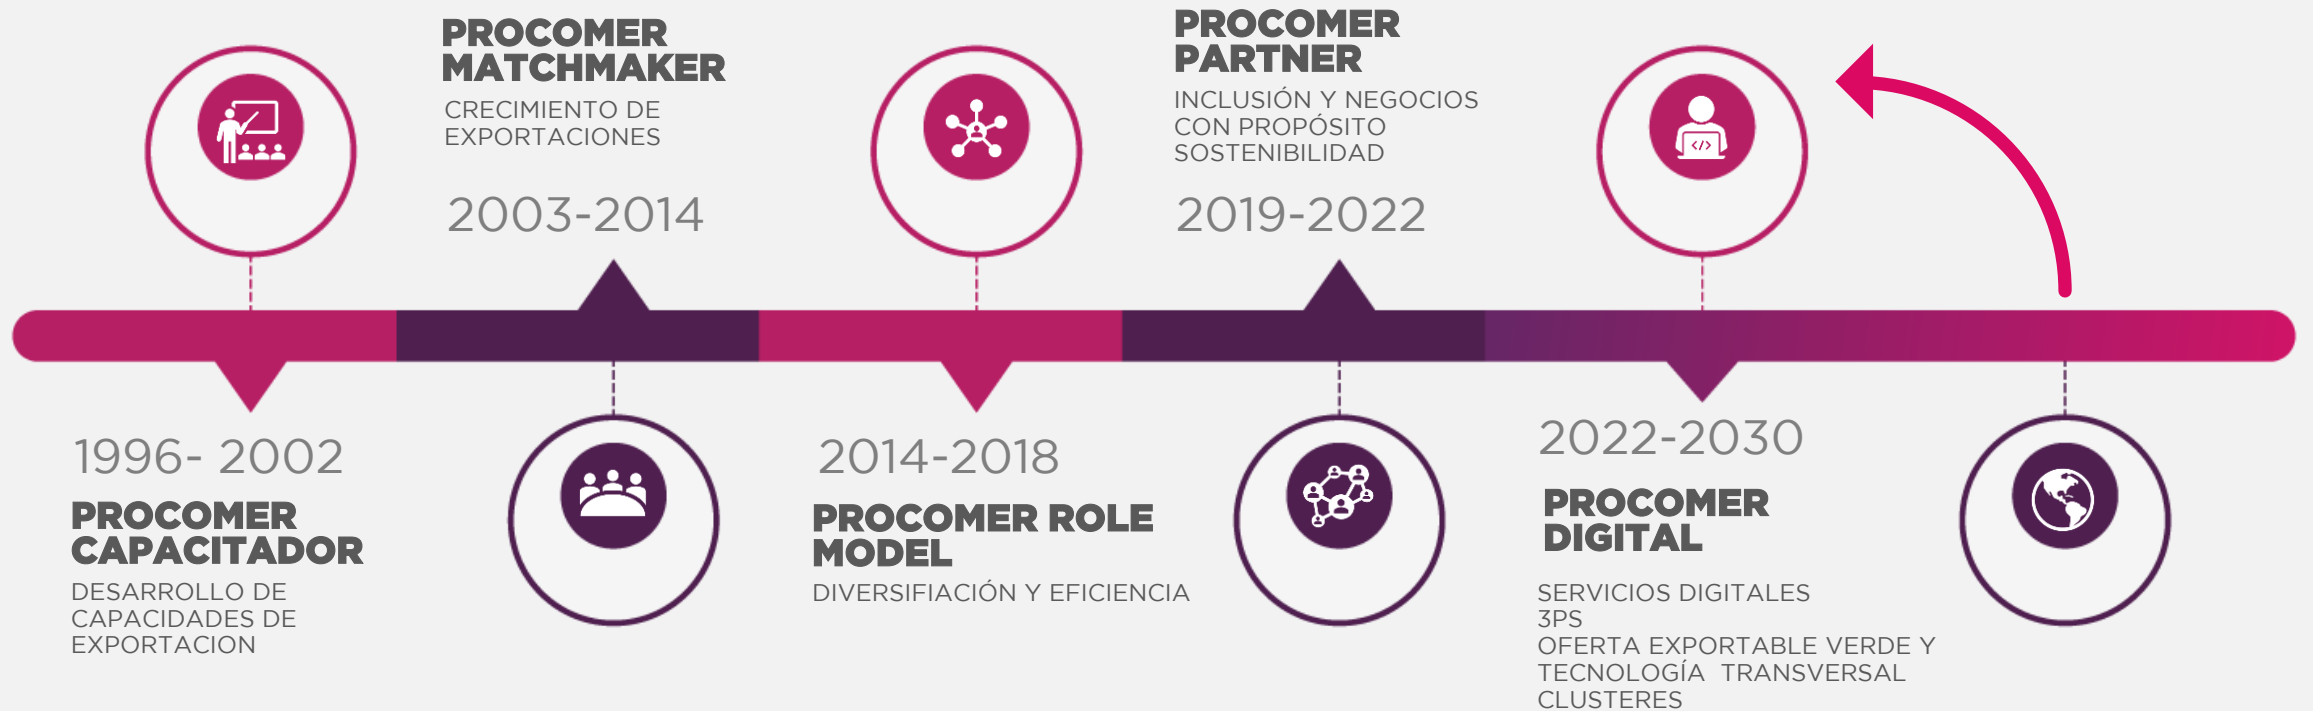 1996- 2002
PROCOMER
CAPACITADOR
DESARROLLO DE
CAPACIDADES DE
EXPORTACION
PROCOMER
MATCHMAKER
CRECIMIENTO DE
EXPORTACIONES
2003-2014
2014-2018
PROCOMER ROLE
MODEL
DIVERSIFIACIÓN Y EFICIENCIA
PROCOMER
PARTNER
INCLUSIÓN Y NEGOCIOS
CON PROPÓSITO
SOSTENIBILIDAD
2019-2022
</>
2022-2030
PROCOMER
DIGITAL
SERVICIOS DIGITALES
3PS
OFERTA EXPORTABLE VERDE Y
TECNOLOGÍA  TRANSVERSAL
CLUSTERES